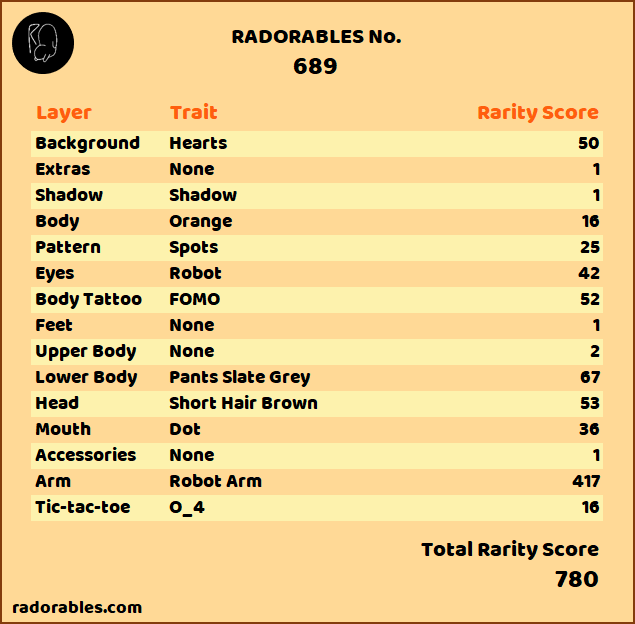 RADORABLES No.
689
Layer Trait Rarity Score
Background Hearts 50
Extras None 1
Shadow Shadow 1
Body Orange 16
Pattern Spots 25
Eyes Robot 42
Body Tattoo FOMO 52
Feet None 1
Upper Body None 2
Lower Body Pants Slate Grey 67
Head Short Hair Brown 53
Mouth Dot 36
Accessories None 1
Arm Robot Arm 417
Tic-tac-toe O_4 16
Total Rarity Score
780
radorables.com